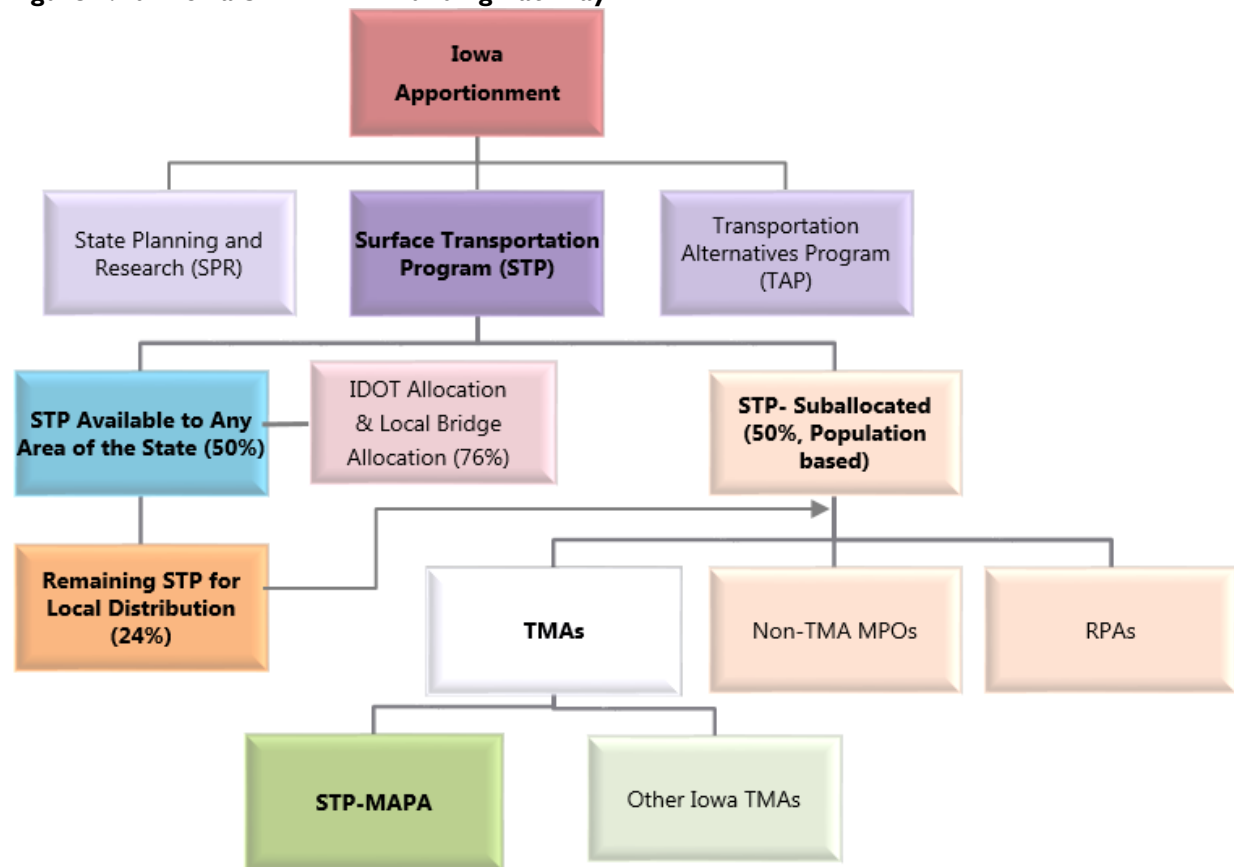 Iowa
Apportionment
State Planning and
Research (SPR)
Surface Transportation
Program (STP)
Transportation
Alternatives Program
(TAP)
STP Available to Any
Area of the State (50%)
IDOT Allocation
& Local Bridge
Allocation (76%)
STP- Suballocated
(50%, Population
based)
Remaining STP for
Local Distribution
(24%)
TMAs
Non-TMA MPOs
RPAs
STP-MAPA
Other Iowa TMAs